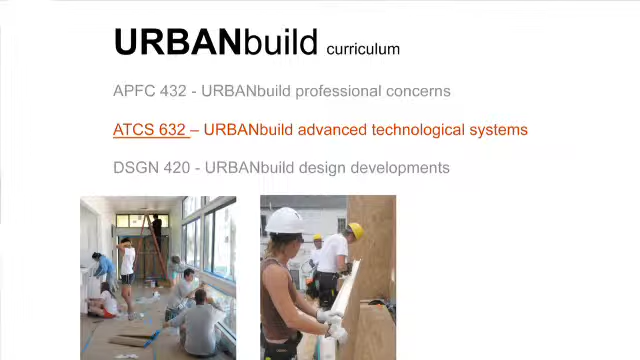 URBANbuild curriculum
APFC 432 - URBANbuild professional concerns
ATCS 632 – URBANbuild advanced technological systems
DSGN 420 - URBANbuild design developments